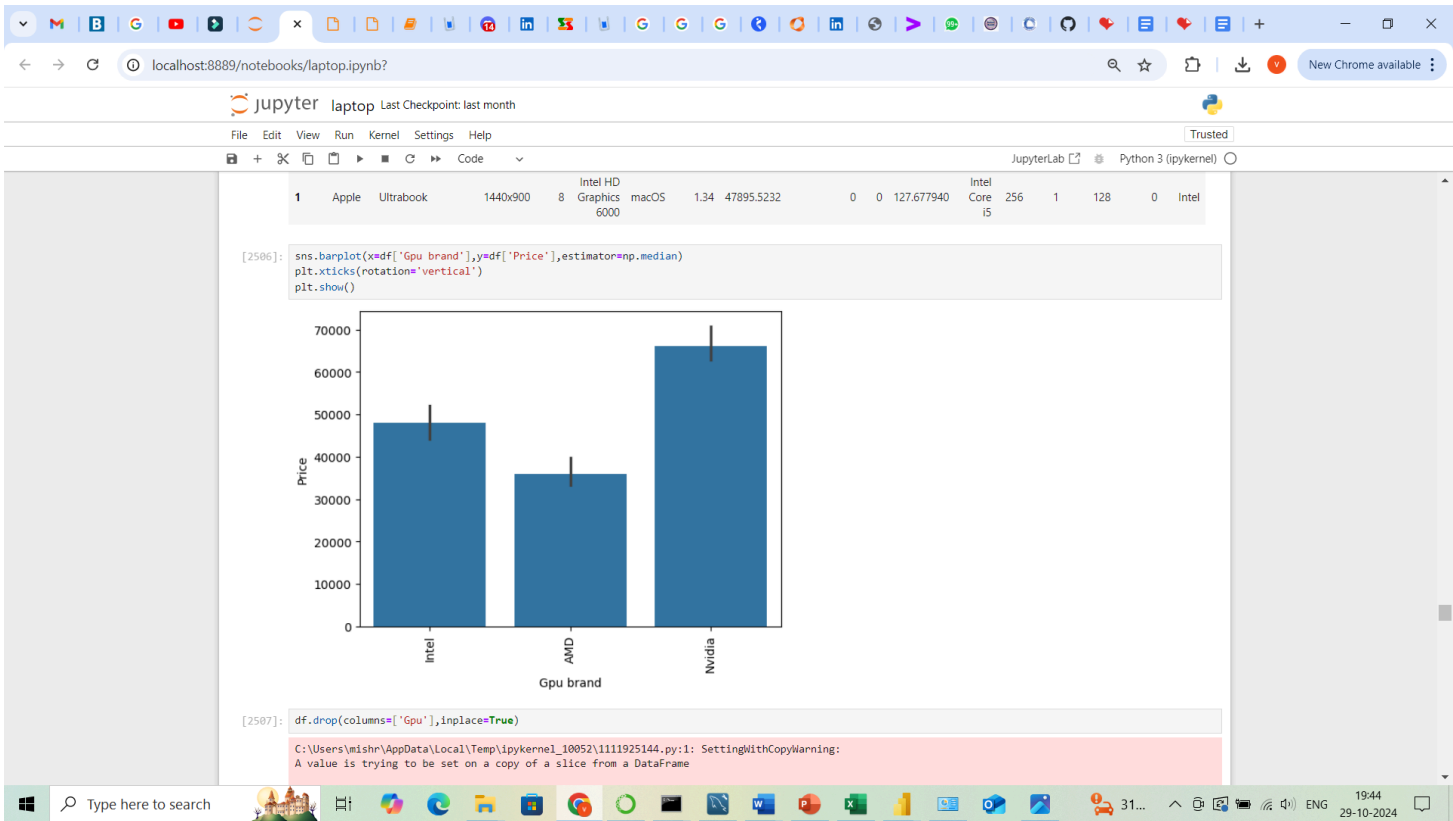 14
99+
localhost:8889/notebooks/laptop.ipynb?
V
New Chrome available
jupyter laptop Last Checkpoint: last month
File Edit View Run Kernel Settings Help
Trusted
Code
JupyterLab
Python 3 (ipykernel)
1 Apple Ultrabook 1440x900 8 Intel HD Graphics 6000 macOS 1.34 47895.5232 0 0 127.677940 Intel Core i5 256 1 128 0 Intel
[2506]: sns.barplot(x=df['Gpu brand'],y=df['Price'],estimator=np.median)
plt.xticks(rotation='vertical')
plt.show()
70000
60000
50000
40000
30000
20000
10000
0
Price
Intel AMD Nvidia
Gpu brand
[2507]: df.drop(columns=['Gpu'],inplace=True)
C:\Users\mishr\AppData\Local\Temp\ipykernel_10052\1111925144.py:1: SettingWithCopyWarning:
A value is trying to be set on a copy of a slice from a DataFrame
Type here to search
31...
ENG
19:44
29-10-2024